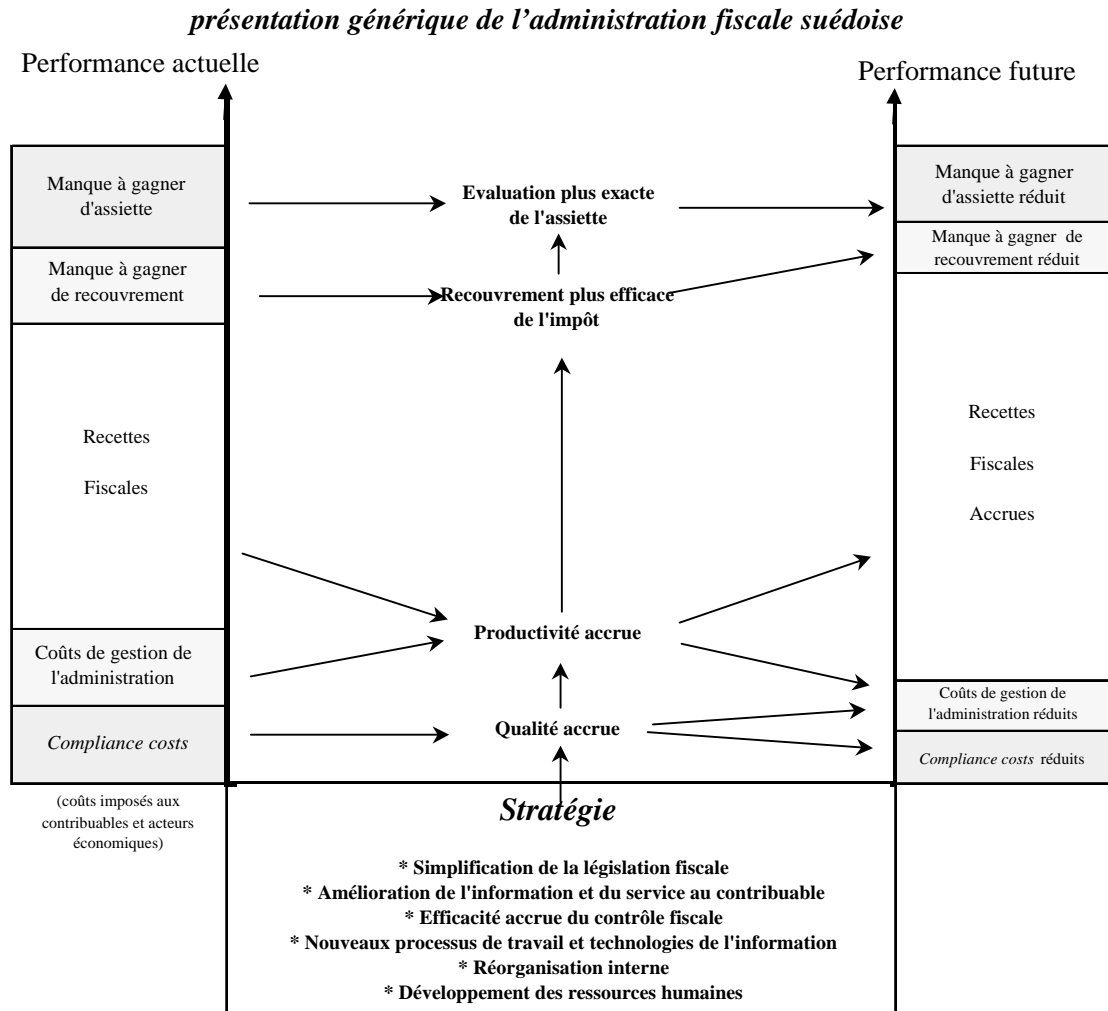 présentation générique de l’administration fiscale suédoise
Performance actuelle
Performance future
Manque à gagner
d'assiette
Manque à gagner
de recouvrement
Recettes
Fiscales
Coûts de gestion de
l'administration
Compliance costs
(coûts imposés aux
contribuables et acteurs
économiques)
Evaluation plus exacte
de l'assiette
Recouvrement plus efficace
de l'impôt
Productivité accrue
Qualité accrue
Manque à gagner
d'assiette réduit
Manque à gagner de
recouvrement réduit
Recettes
Fiscales
Accrues
Coûts de gestion de
l'administration réduits
Compliance costs réduits
Stratégie
* Simplification de la législation fiscale
* Amélioration de l'information et du service au contribuable
* Efficacité accrue du contrôle fiscale
* Nouveaux processus de travail et technologies de l'information
* Réorganisation interne
* Développement des ressources humaines